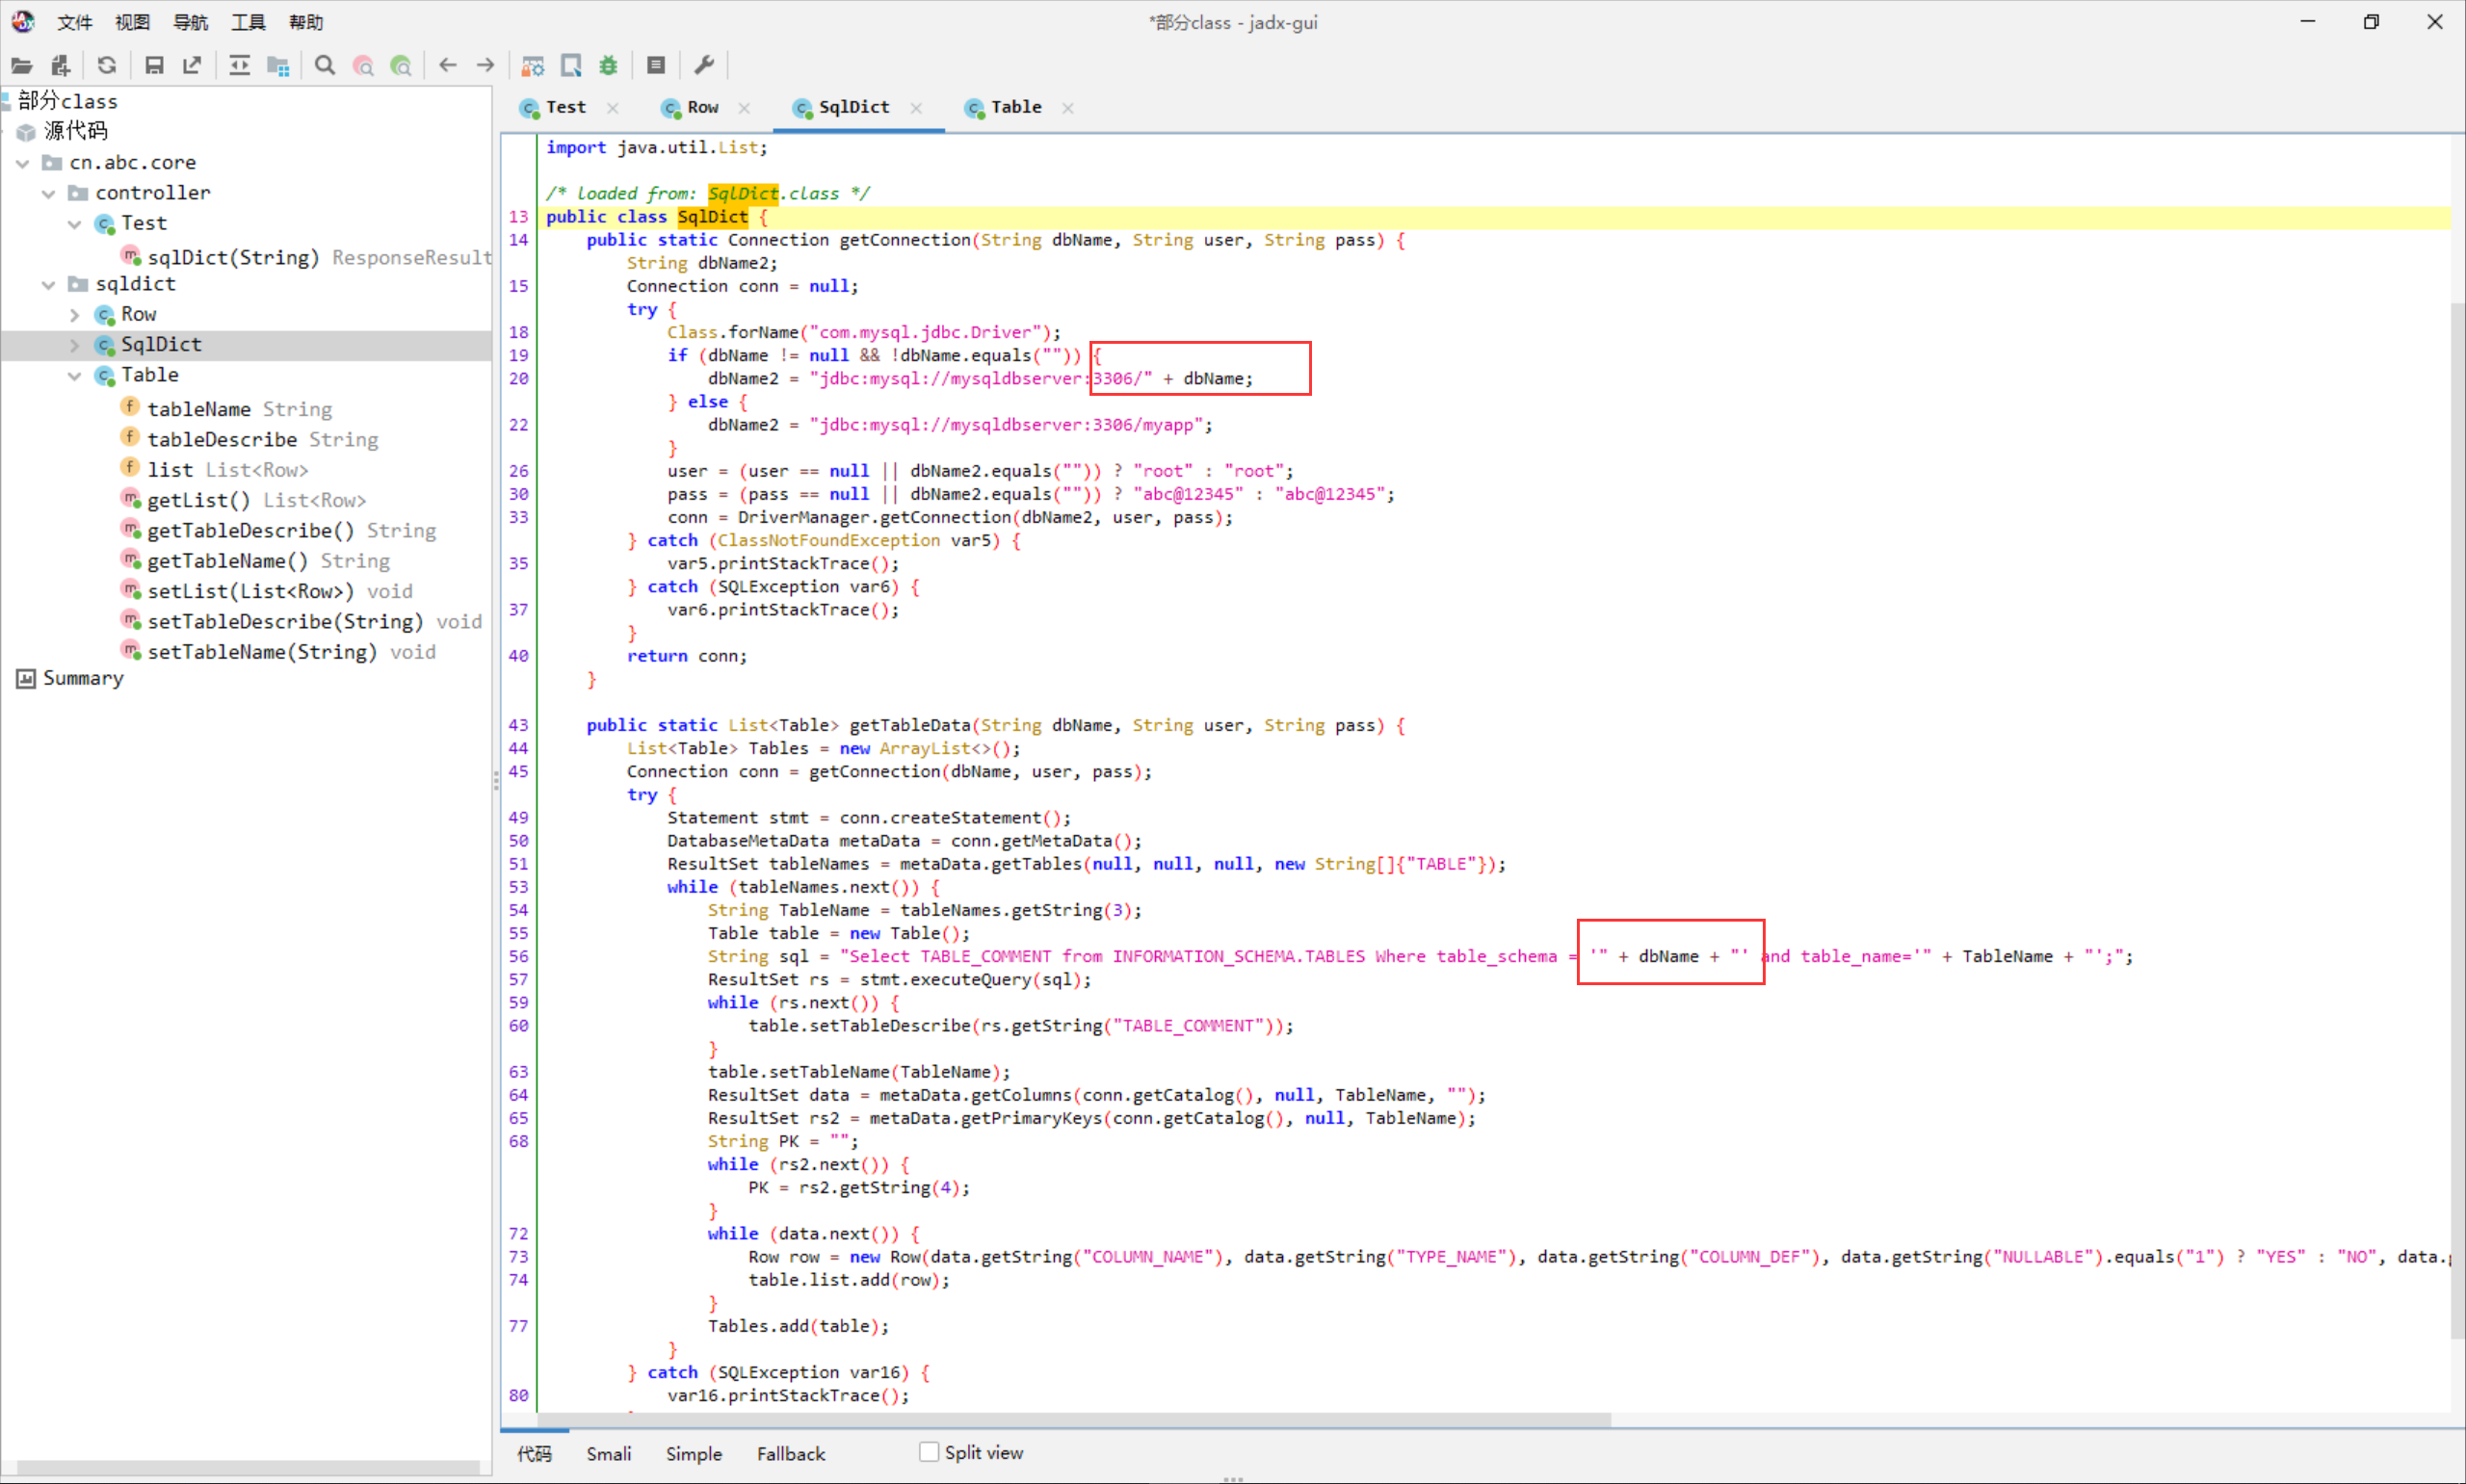 文件 视图 导航 工具 帮助
*部分class - jadx-gui
部分class
源代码
cn.abc.core
controller
Test
sqlDict(String) ResponseResult
sqldict
Row
SqlDict
Table
tableName String
tableDescribe String
list List<Row>
getList() List<Row>
getTableDescribe() String
getTableName() String
setList(List<Row>) void
setTableDescribe(String) void
setTableName(String) void
Summary
Test Row SqlDict Table
import java.util.List;
/* loaded from: SqlDict.class */
13 public class SqlDict {
14 public static Connection getConnection(String dbName, String user, String pass) {
String dbName2;
15 Connection conn = null;
try {
18 Class.forName("com.mysql.jdbc.Driver");
19 if (dbName != null && !dbName.equals("")) {
20 dbName2 = "jdbc:mysql://mysqldbserver:3306/" + dbName;
} else {
22 dbName2 = "jdbc:mysql://mysqldbserver:3306/myapp";
}
26 user = (user == null || dbName2.equals("")) ? "root" : "root";
30 pass = (pass == null || dbName2.equals("")) ? "abc@12345" : "abc@12345";
33 conn = DriverManager.getConnection(dbName2, user, pass);
} catch (ClassNotFoundException var5) {
35 var5.printStackTrace();
} catch (SQLException var6) {
37 var6.printStackTrace();
}
40 return conn;
}
43 public static List<Table> getTableData(String dbName, String user, String pass) {
44 List<Table> Tables = new ArrayList<>();
45 Connection conn = getConnection(dbName, user, pass);
try {
49 Statement stmt = conn.createStatement();
50 DatabaseMetaData metaData = conn.getMetaData();
51 ResultSet tableNames = metaData.getTables(null, null, null, new String[]{"TABLE"});
53 while (tableNames.next()) {
54 String TableName = tableNames.getString(3);
55 Table table = new Table();
56 String sql = "Select TABLE_COMMENT from INFORMATION_SCHEMA.TABLES Where table_schema = '" + dbName + "' and table_name='" + TableName + "';";
57 ResultSet rs = stmt.executeQuery(sql);
59 while (rs.next()) {
60 table.setTableDescribe(rs.getString("TABLE_COMMENT"));
}
63 table.setTableName(TableName);
64 ResultSet data = metaData.getColumns(conn.getCatalog(), null, TableName, "");
65 ResultSet rs2 = metaData.getPrimaryKeys(conn.getCatalog(), null, TableName);
68 String PK = "";
while (rs2.next()) {
PK = rs2.getString(4);
}
72 while (data.next()) {
73 Row row = new Row(data.getString("COLUMN_NAME"), data.getString("TYPE_NAME"), data.getString("COLUMN_DEF"), data.getString("NULLABLE").equals("1") ? "YES" : "NO", data.
74 table.list.add(row);
}
77 Tables.add(table);
}
} catch (SQLException var16) {
80 var16.printStackTrace();
代码 Smali Simple Fallback Split view